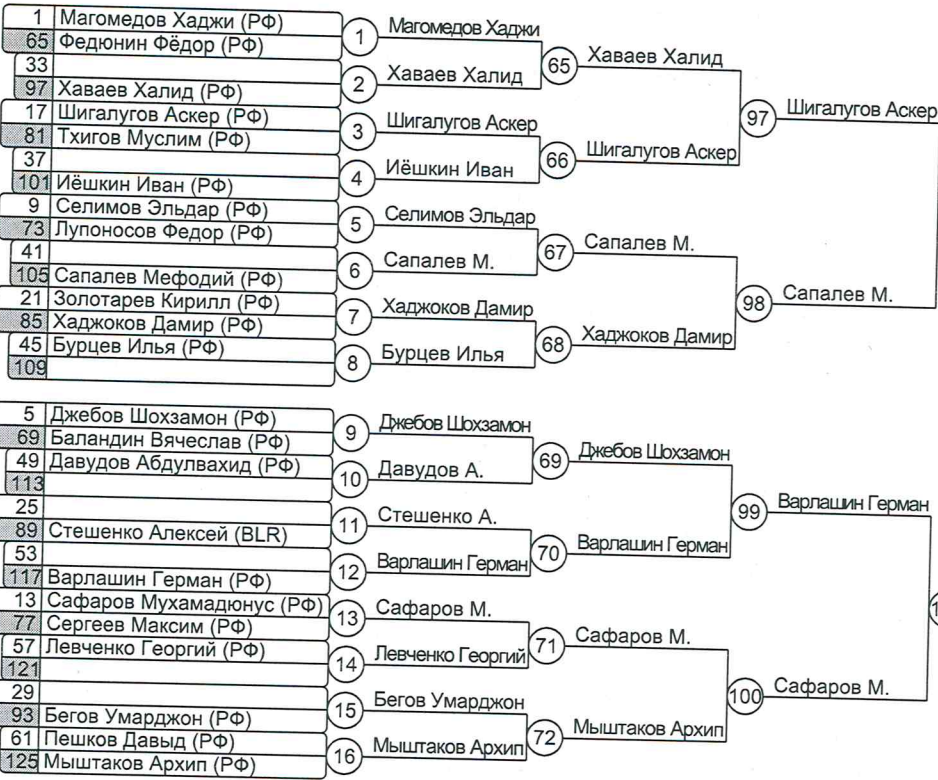 1 Магомедов Хаджи (РФ)
65 Федюнин Фёдор (РФ)
1
Магомедов Хаджи
33
97 Хаваев Халид (РФ)
2
Хаваев Халид
65
Хаваев Халид
17 Шигалугов Аскер (РФ)
81 Тхигов Муслим (РФ)
3
Шигалугов Аскер
37
101 Иёшкин Иван (РФ)
4
Иёшкин Иван
66
Шигалугов Аскер
97
Шигалугов Аскер
9 Селимов Эльдар (РФ)
73 Лупоносов Федор (РФ)
5
Селимов Эльдар
41
105 Сапалев Мефодий (РФ)
6
Сапалев М.
67
Сапалев М.
21 Золотарев Кирилл (РФ)
85 Хаджоков Дамир (РФ)
7
Хаджоков Дамир
45 Бурцев Илья (РФ)
109
8
Бурцев Илья
68
Хаджоков Дамир
98
Сапалев М.
5 Джебов Шохзамон (РФ)
69 Баландин Вячеслав (РФ)
9
Джебов Шохзамон
49 Давудов Абдулвахид (РФ)
113
10
Давудов А.
69
Джебов Шохзамон
25
89 Стешенко Алексей (BLR)
11
Стешенко А.
53
117 Варлашин Герман (РФ)
12
Варлашин Герман
70
Варлашин Герман
99
Варлашин Герман
13 Сафаров Мухамадюнус (РФ)
77 Сергеев Максим (РФ)
13
Сафаров М.
57 Левченко Георгий (РФ)
121
14
Левченко Георгий
71
Сафаров М.
29
93 Бегов Умарджон (РФ)
15
Бегов Умарджон
61 Пешков Давыд (РФ)
125 Мыштаков Архип (РФ)
16
Мыштаков Архип
72
Мыштаков Архип
100
Сафаров М.